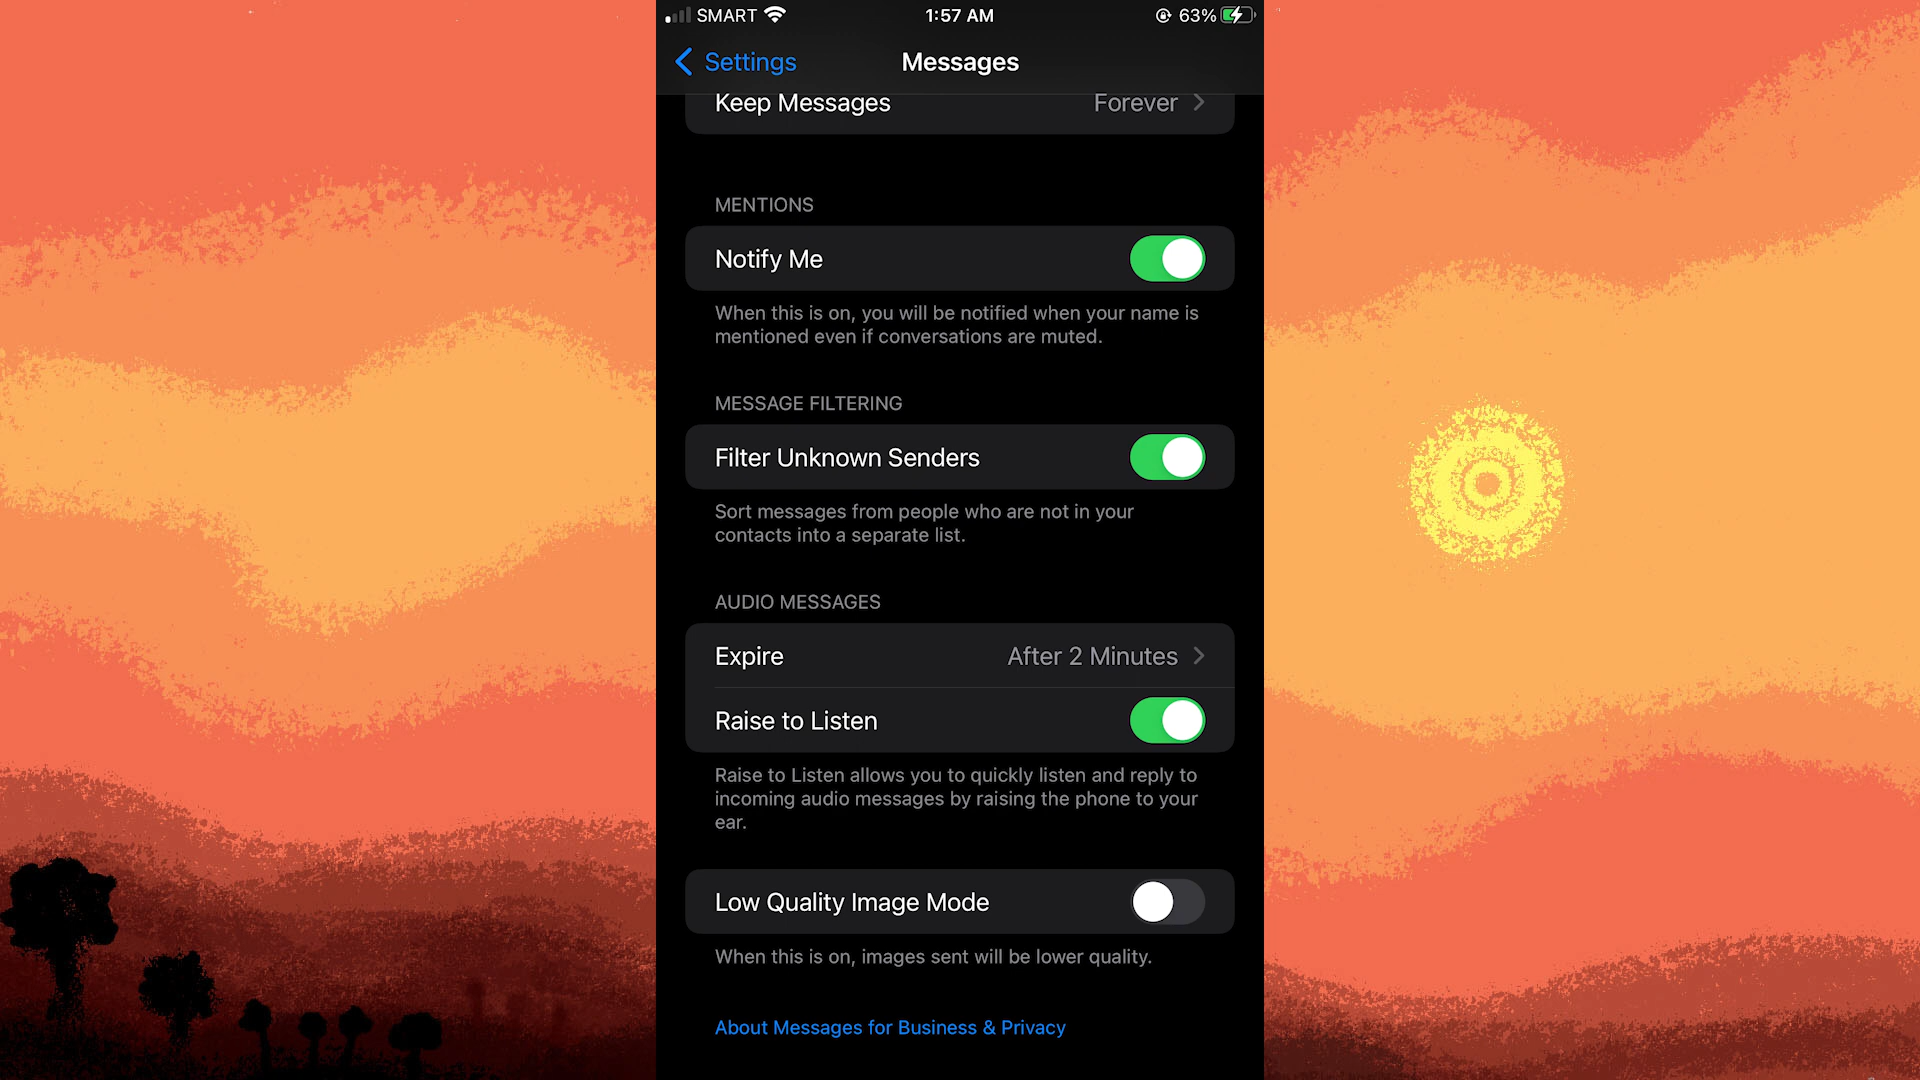 SMART 1:57 AM 63%
Settings Messages
Keep Messages Forever
MENTIONS
Notify Me
When this is on, you will be notified when your name is
mentioned even if conversations are muted.
MESSAGE FILTERING
Filter Unknown Senders
Sort messages from people who are not in your
contacts into a separate list.
AUDIO MESSAGES
Expire After 2 Minutes
Raise to Listen
Raise to Listen allows you to quickly listen and reply to
incoming audio messages by raising the phone to your
ear.
Low Quality Image Mode
When this is on, images sent will be lower quality.
About Messages for Business & Privacy